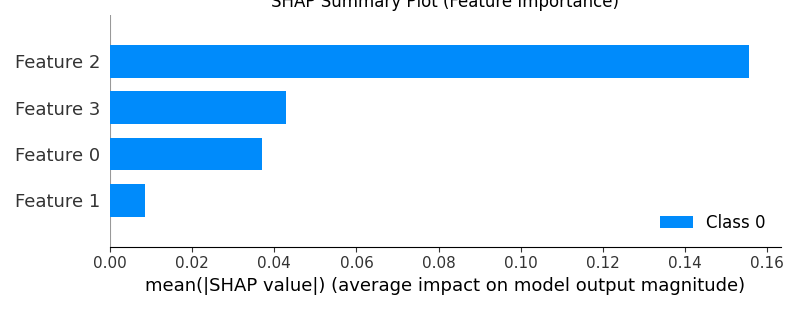 SHAP Summary Plot (Feature Importance)
Feature 2
Feature 3
Feature 0
Feature 1
Class 0
0.00 0.02 0.04 0.06 0.08 0.10 0.12 0.14 0.16
mean(|SHAP value|) (average impact on model output magnitude)